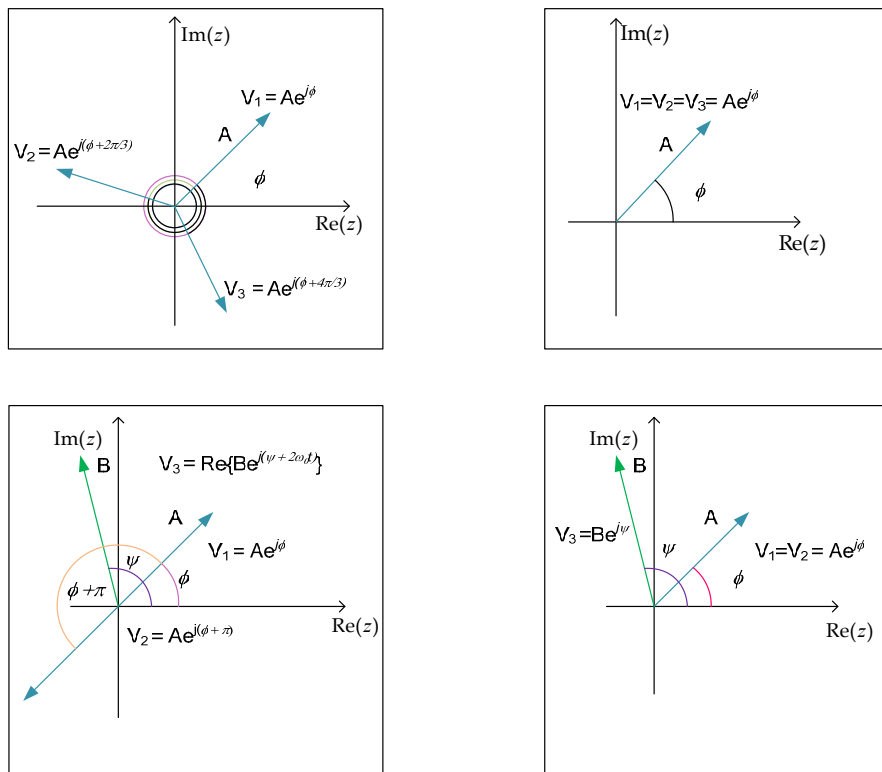 Im(z)
V₁ = Ae^{jϕ}
A
V₂ = Ae^{j(ϕ+2π/3)}
ϕ
Re(z)
V₃ = Ae^{j(ϕ+4π/3)}
Im(z)
V₁=V₂=V₃= Ae^{jϕ}
A
ϕ
Re(z)
Im(z)
B
V₃ = Re{Be^{j(ψ+2ω₀t)}}
A
V₁ = Ae^{jϕ}
ψ
ϕ
ϕ+π
V₂ = Ae^{j(ϕ+π)}
Re(z)
Im(z)
B
A
V₃=Be^{jψ}
ψ
V₁=V₂ = Ae^{jϕ}
ϕ
Re(z)